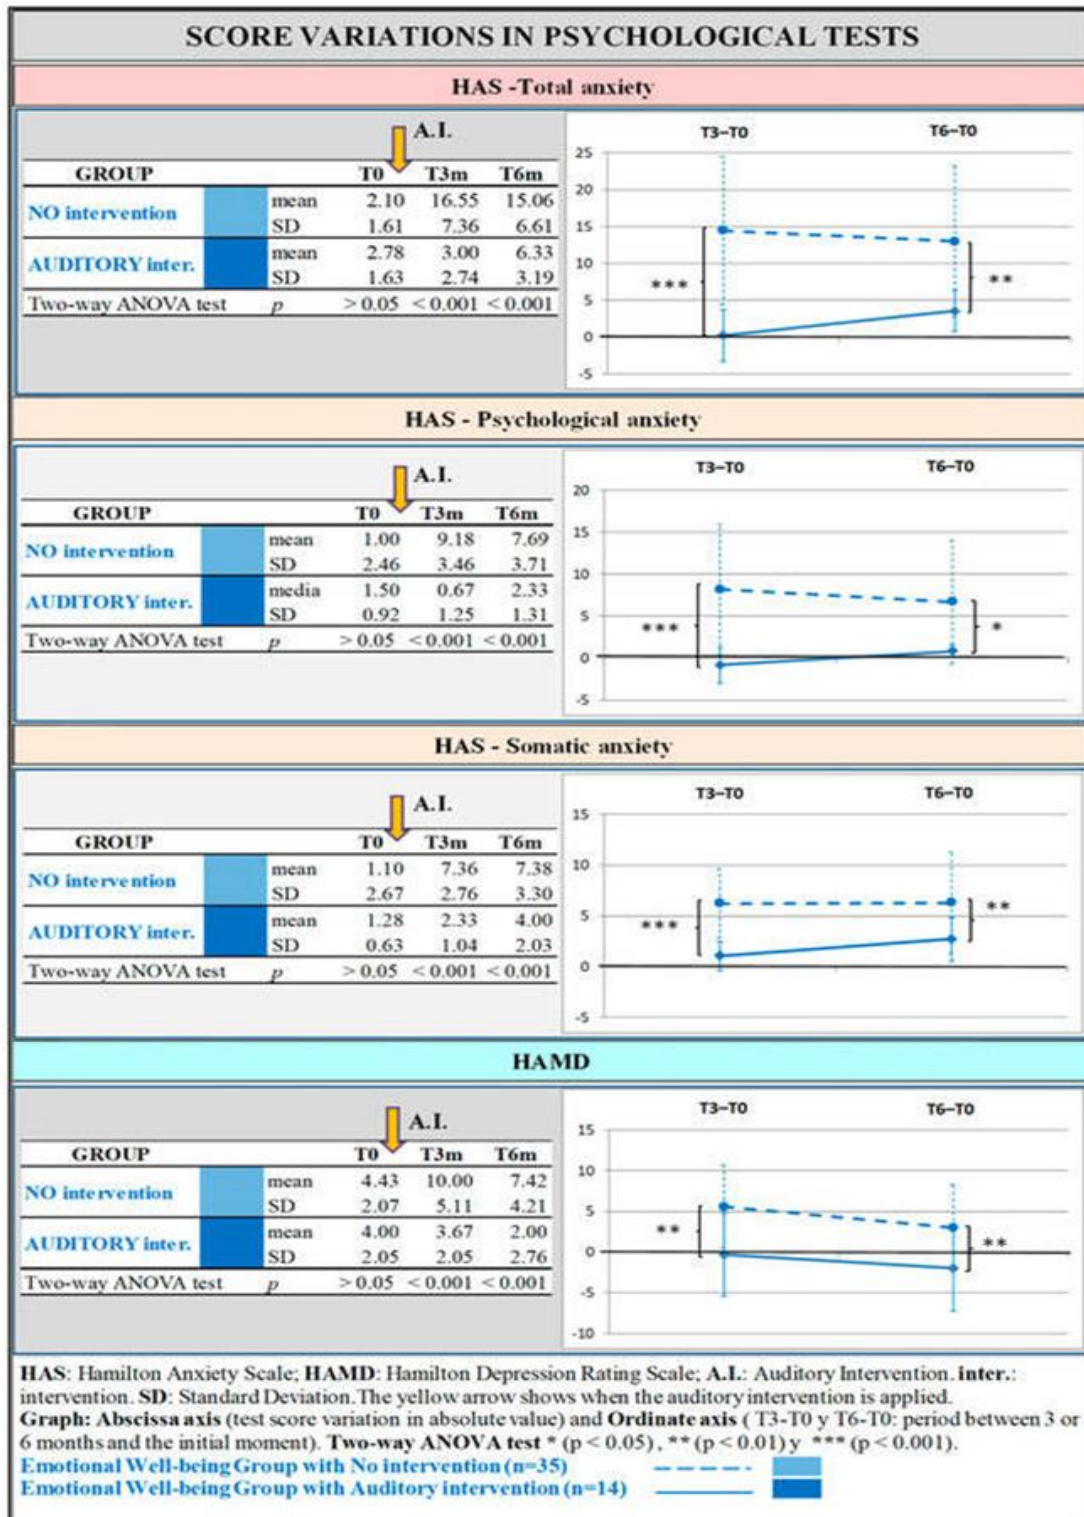 SCORE VARIATIONS IN PSYCHOLOGICAL TESTS
HAS -Total anxiety
A.I.
GROUP T0 T3m T6m
NO intervention mean 2.10 16.55 15.06
SD 1.61 7.36 6.61
AUDITORY inter. mean 2.78 3.00 6.33
SD 1.63 2.74 3.19
Two-way ANOVA test p > 0.05 < 0.001 < 0.001
T3–T0 T6–T0
25
20
15
10
5
0
-5
*** **
HAS - Psychological anxiety
A.I.
GROUP T0 T3m T6m
NO intervention mean 1.00 9.18 7.69
SD 2.46 3.46 3.71
AUDITORY inter. media 1.50 0.67 2.33
SD 0.92 1.25 1.31
Two-way ANOVA test p > 0.05 < 0.001 < 0.001
T3–T0 T6–T0
20
15
10
5
0
-5
*** *
HAS - Somatic anxiety
A.I.
GROUP T0 T3m T6m
NO intervention mean 1.10 7.36 7.38
SD 2.67 2.76 3.30
AUDITORY inter. mean 1.28 2.33 4.00
SD 0.63 1.04 2.03
Two-way ANOVA test p > 0.05 < 0.001 < 0.001
T3–T0 T6–T0
15
10
5
0
-5
*** **
HAMD
A.I.
GROUP T0 T3m T6m
NO intervention mean 4.43 10.00 7.42
SD 2.07 5.11 4.21
AUDITORY inter. mean 4.00 3.67 2.00
SD 2.05 2.05 2.76
Two-way ANOVA test p > 0.05 < 0.001 < 0.001
T3–T0 T6–T0
15
10
5
0
-5
-10
** **
HAS: Hamilton Anxiety Scale; HAMD: Hamilton Depression Rating Scale; A.I.: Auditory Intervention. inter.:
intervention. SD: Standard Deviation. The yellow arrow shows when the auditory intervention is applied.
Graph: Abscissa axis (test score variation in absolute value) and Ordinate axis ( T3-T0 y T6-T0: period between 3 or
6 months and the initial moment). Two-way ANOVA test * (p < 0.05) , ** (p < 0.01) y *** (p < 0.001).
Emotional Well-being Group with No intervention (n=35)
Emotional Well-being Group with Auditory intervention (n=14)